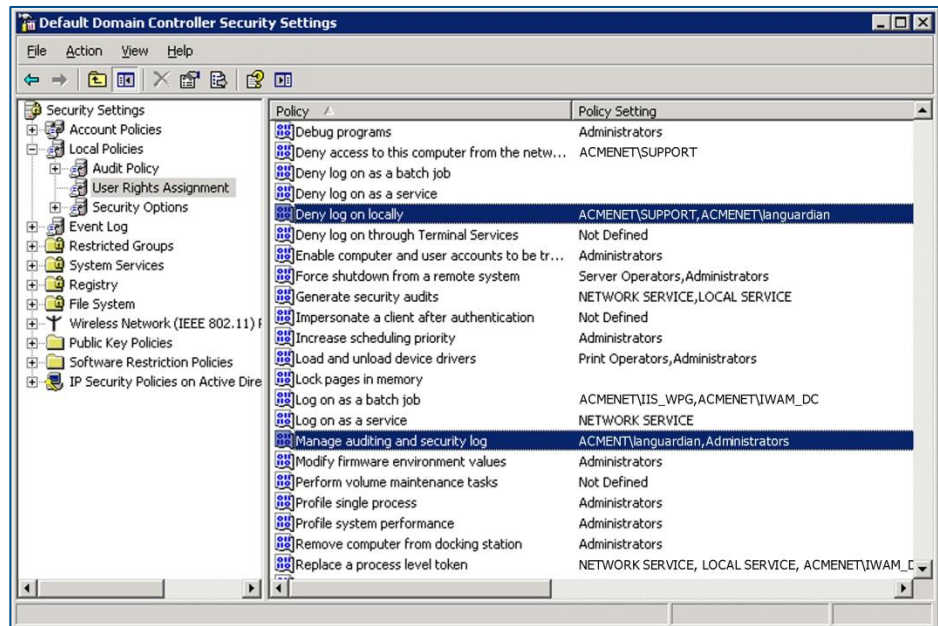 Default Domain Controller Security Settings
File Action View Help
Security Settings
Account Policies
Local Policies
Audit Policy
User Rights Assignment
Security Options
Event Log
Restricted Groups
System Services
Registry
File System
Wireless Network (IEEE 802.11) F
Public Key Policies
Software Restriction Policies
IP Security Policies on Active Dire
Policy Policy Setting
Debug programs Administrators
Deny access to this computer from the netw... ACMENET\SUPPORT
Deny log on as a batch job
Deny log on as a service
Deny log on locally ACMENET\SUPPORT,ACMENET\languardian
Deny log on through Terminal Services Not Defined
Enable computer and user accounts to be tr... Administrators
Force shutdown from a remote system Server Operators,Administrators
Generate security audits NETWORK SERVICE,LOCAL SERVICE
Impersonate a client after authentication Not Defined
Increase scheduling priority Administrators
Load and unload device drivers Print Operators,Administrators
Lock pages in memory
Log on as a batch job ACMENET\IIS_WPG,ACMENET\IWAM_DC
Log on as a service NETWORK SERVICE
Manage auditing and security log ACMENT\languardian,Administrators
Modify firmware environment values Administrators
Perform volume maintenance tasks Not Defined
Profile single process Administrators
Profile system performance Administrators
Remove computer from docking station Administrators
Replace a process level token NETWORK SERVICE, LOCAL SERVICE, ACMENET\IWAM_D